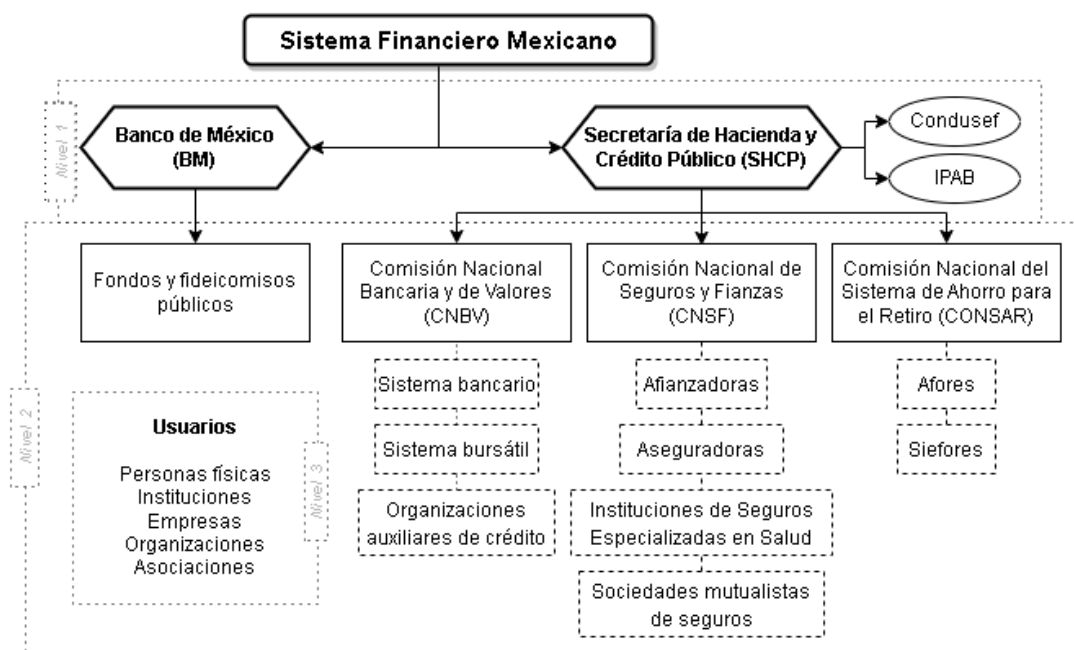 Sistema Financiero Mexicano
Nivel 1
Banco de México
(BM)
Secretaría de Hacienda y
Crédito Público (SHCP)
Condusef
IPAB
Nivel 2
Fondos y fideicomisos
públicos
Comisión Nacional
Bancaria y de Valores
(CNBV)
Comisión Nacional de
Seguros y Fianzas
(CNSF)
Comisión Nacional del
Sistema de Ahorro para
el Retiro (CONSAR)
Sistema bancario
Sistema bursátil
Organizaciones
auxiliares de crédito
Afianzadoras
Aseguradoras
Instituciones de Seguros
Especializadas en Salud
Sociedades mutualistas
de seguros
Afores
Siefores
Usuarios
Personas físicas
Instituciones
Empresas
Organizaciones
Asociaciones
Nivel 3